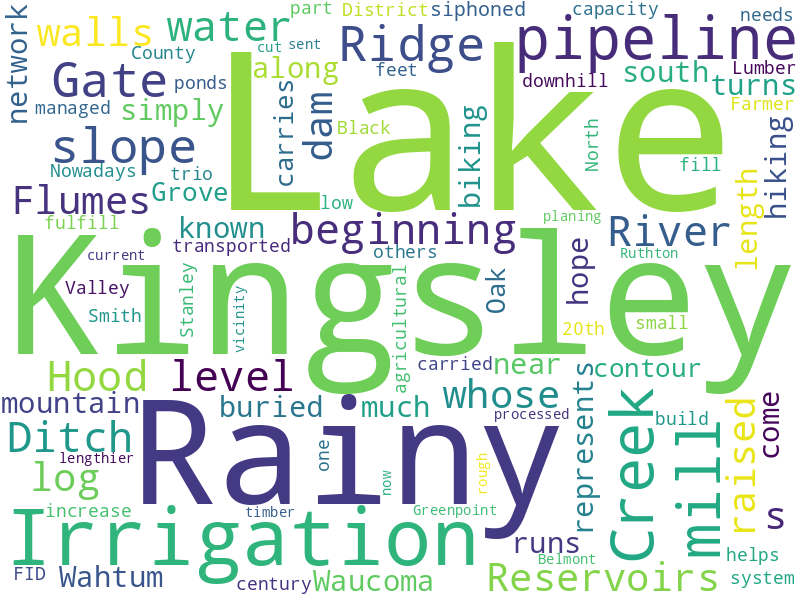 network
part
District
siphoned
capacity
needs
walls
water
County
cut
sent
Ridge
pipeline
Gate
ponds
along
feet
downhill
south
Lumber
turns
managed
simply
carries
dam
Black
Lake
biking
North
Farmer
slope
fill
hiking
Nowadays
trio
Grove
Flumes
low
length
fulfill
known
beginning
planing
River
transported
others
current
Kingsley
Valley
Stanley
vicinity
agricultural
Oak
hope
Ruthton
Smith
20th
small
Hood
level
carried
near
contour
mountain
buried
much
whose
represents
Creek
come
Rainy
processed
build
Ditch
mill
raised
lengthier
one
now
rough
log
s
increase
timber
Greenpoint
Irrigation
runs
helps
FID
Wahtum
century
Waucoma
Belmont
Reservoirs
system